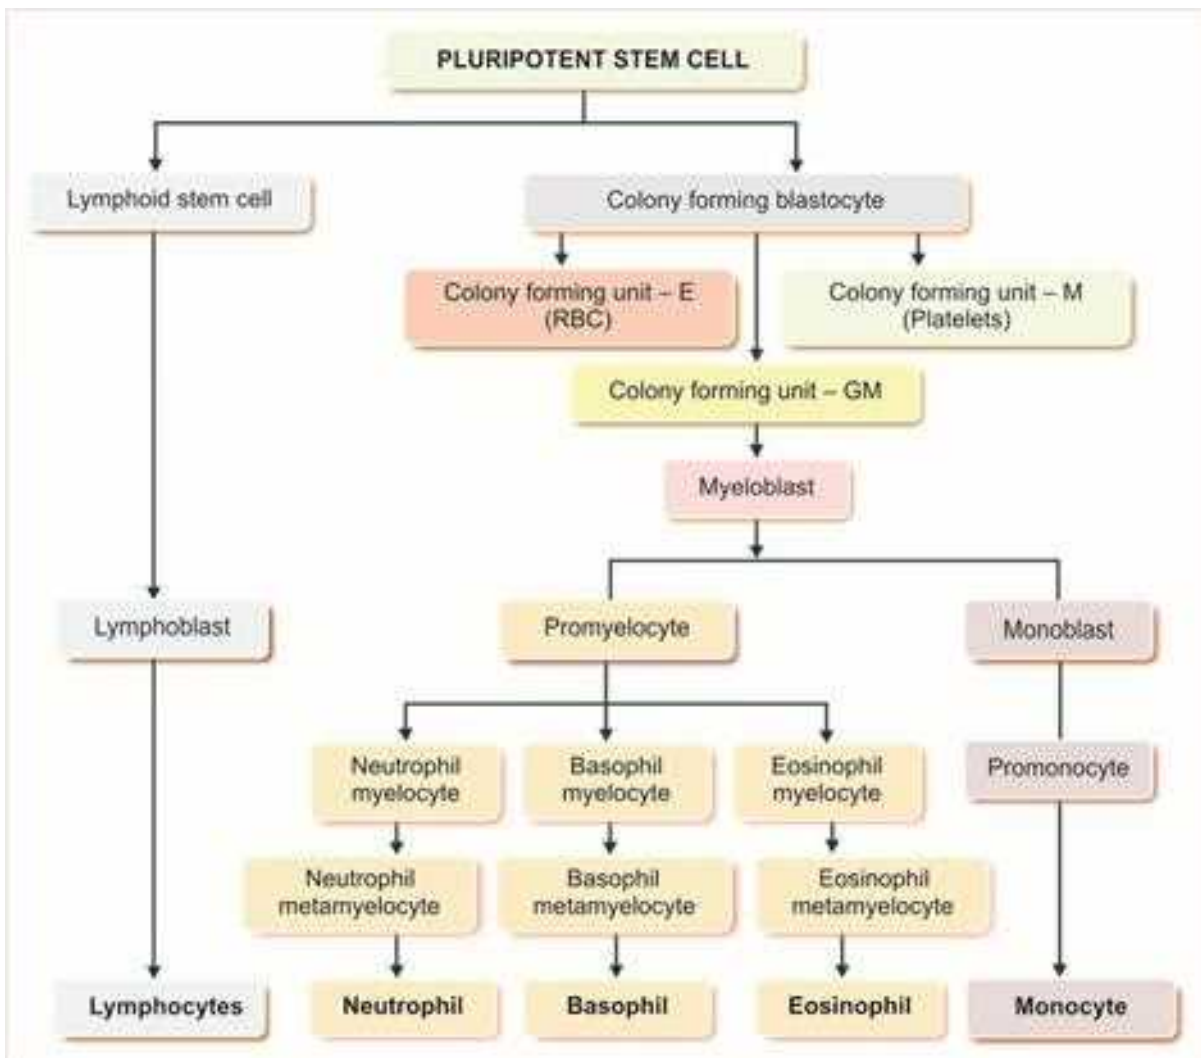 PLURIPOTENT STEM CELL
Lymphoid stem cell
Colony forming blastocyte
Colony forming unit – E
(RBC)
Colony forming unit – M
(Platelets)
Colony forming unit – GM
Myeloblast
Lymphoblast
Promyelocyte
Monoblast
Neutrophil
myelocyte
Basophil
myelocyte
Eosinophil
myelocyte
Promonocyte
Neutrophil
metamyelocyte
Basophil
metamyelocyte
Eosinophil
metamyelocyte
Lymphocytes
Neutrophil
Basophil
Eosinophil
Monocyte